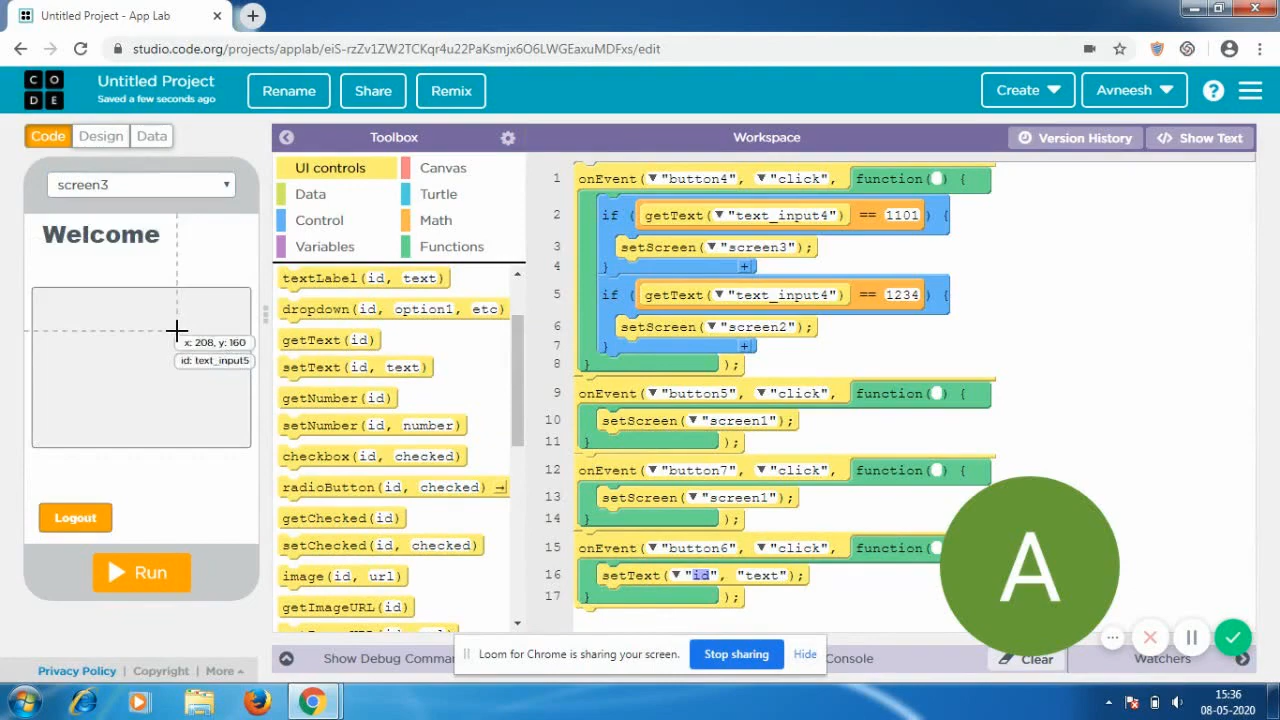 Untitled Project - App Lab
studio.code.org/projects/applab/eiS-rzZv1ZW2TCKqr4u22PaKsmjx6O6LWGEaxuMDFxs/edit
C O
D E
Untitled Project
Saved a few seconds ago
Rename
Share
Remix
Create
Avneesh
?
Code
Design
Data
Toolbox
Workspace
Version History
</> Show Text
screen3
Welcome
x: 208, y: 160
id: text_input5
Logout
Run
UI controls
Canvas
Data
Turtle
Control
Math
Variables
Functions
textLabel(id, text)
dropdown(id, option1, etc)
getText(id)
setText(id, text)
getNumber(id)
setNumber(id, number)
checkbox(id, checked)
radioButton(id, checked)
getChecked(id)
setChecked(id, checked)
image(id, url)
getImageURL(id)
1 onEvent(▼"button4", ▼"click", function() {
2 if (getText(▼"text_input4") == 1101) {
3 setScreen(▼"screen3");
4 } +
5 if (getText(▼"text_input4") == 1234) {
6 setScreen(▼"screen2");
7 } +
8 } );
9 onEvent(▼"button5", ▼"click", function() {
10 setScreen(▼"screen1");
11 } );
12 onEvent(▼"button7", ▼"click", function() {
13 setScreen(▼"screen1");
14 } );
15 onEvent(▼"button6", ▼"click", function(
16 setText(▼"id", "text");
17 } );
A
Show Debug Comma
Console
Clear
Watchers
Loom for Chrome is sharing your screen.
Stop sharing
Hide
Privacy Policy | Copyright | More
15:36
08-05-2020